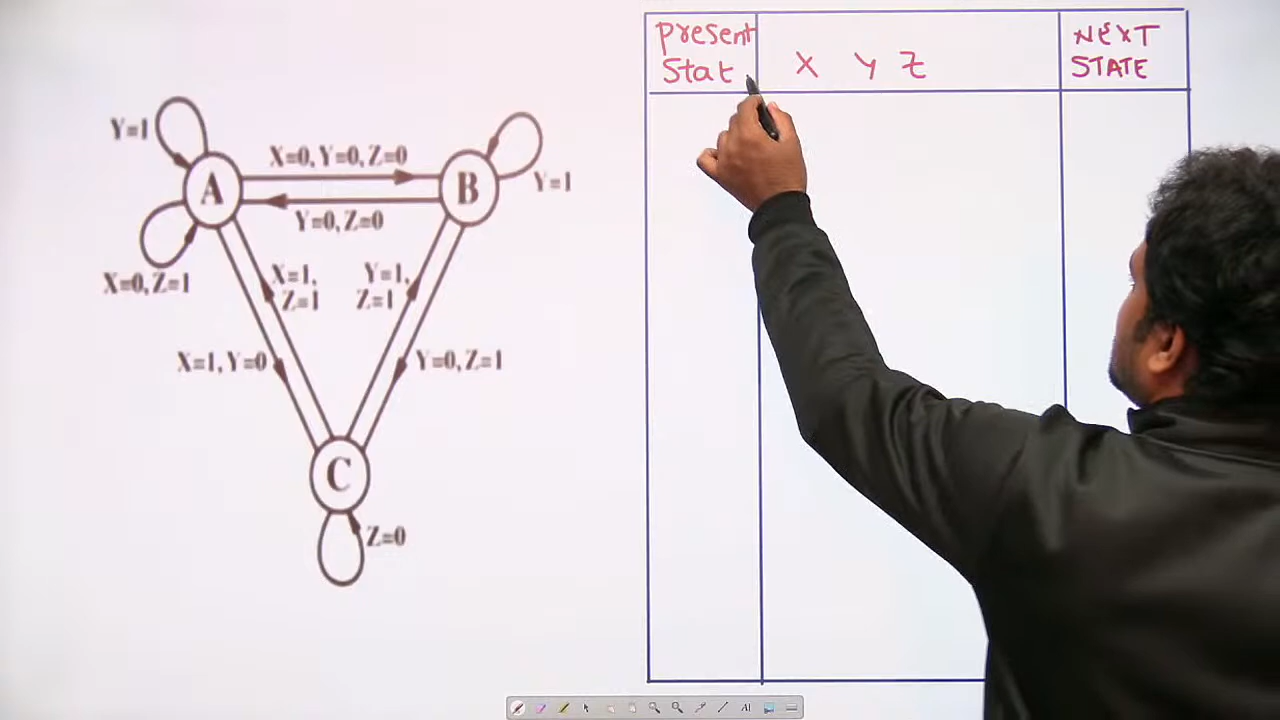 Y=1
X=0, Y=0, Z=0
A
B
Y=0, Z=0
Y=1
X=0, Z=1
X=1,
Z=1
Y=1,
Z=1
X=1, Y=0
Y=0, Z=1
C
Z=0
Present
Stat
X Y Z
NEXT
STATE
AI